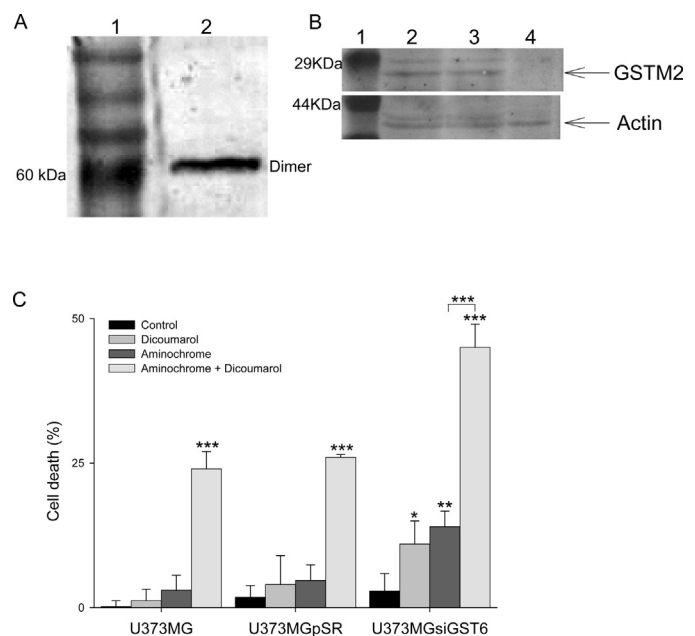 A
1 2
60 kDa
Dimer
B
1 2 3 4
29KDa
GSTM2
44KDa
Actin
C
Control
Dicoumarol
Aminochrome
Aminochrome + Dicoumarol
Cell death (%)
50
25
0
***
***
* ** *** ***
U373MG U373MGpSR U373MGsiGST6